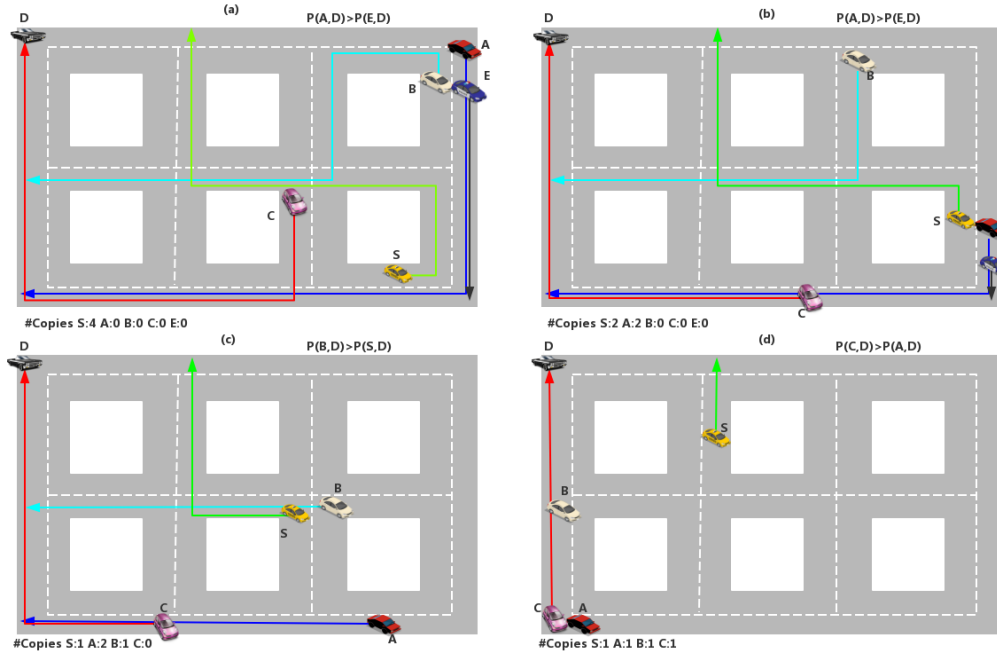 (a)
P(A,D)>P(E,D)
D
A
E
B
C
S
#Copies S:4 A:0 B:0 C:0 E:0
(b)
P(A,D)>P(E,D)
D
B
S
C
#Copies S:2 A:2 B:0 C:0 E:0
(c)
P(B,D)>P(S,D)
D
B
S
C
A
#Copies S:1 A:2 B:1 C:0
(d)
P(C,D)>P(A,D)
D
S
B
C
A
#Copies S:1 A:1 B:1 C:1